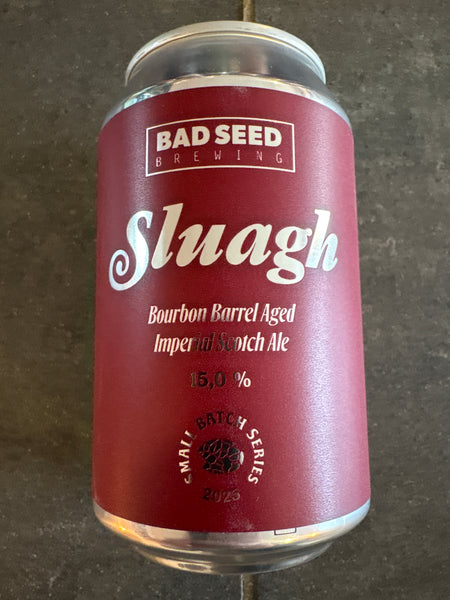 BAD SEED
BREWING
Sluagh
Bourbon Barrel Aged
Imperial Scotch Ale
15,0 %
SMALL BATCH SERIES
2025